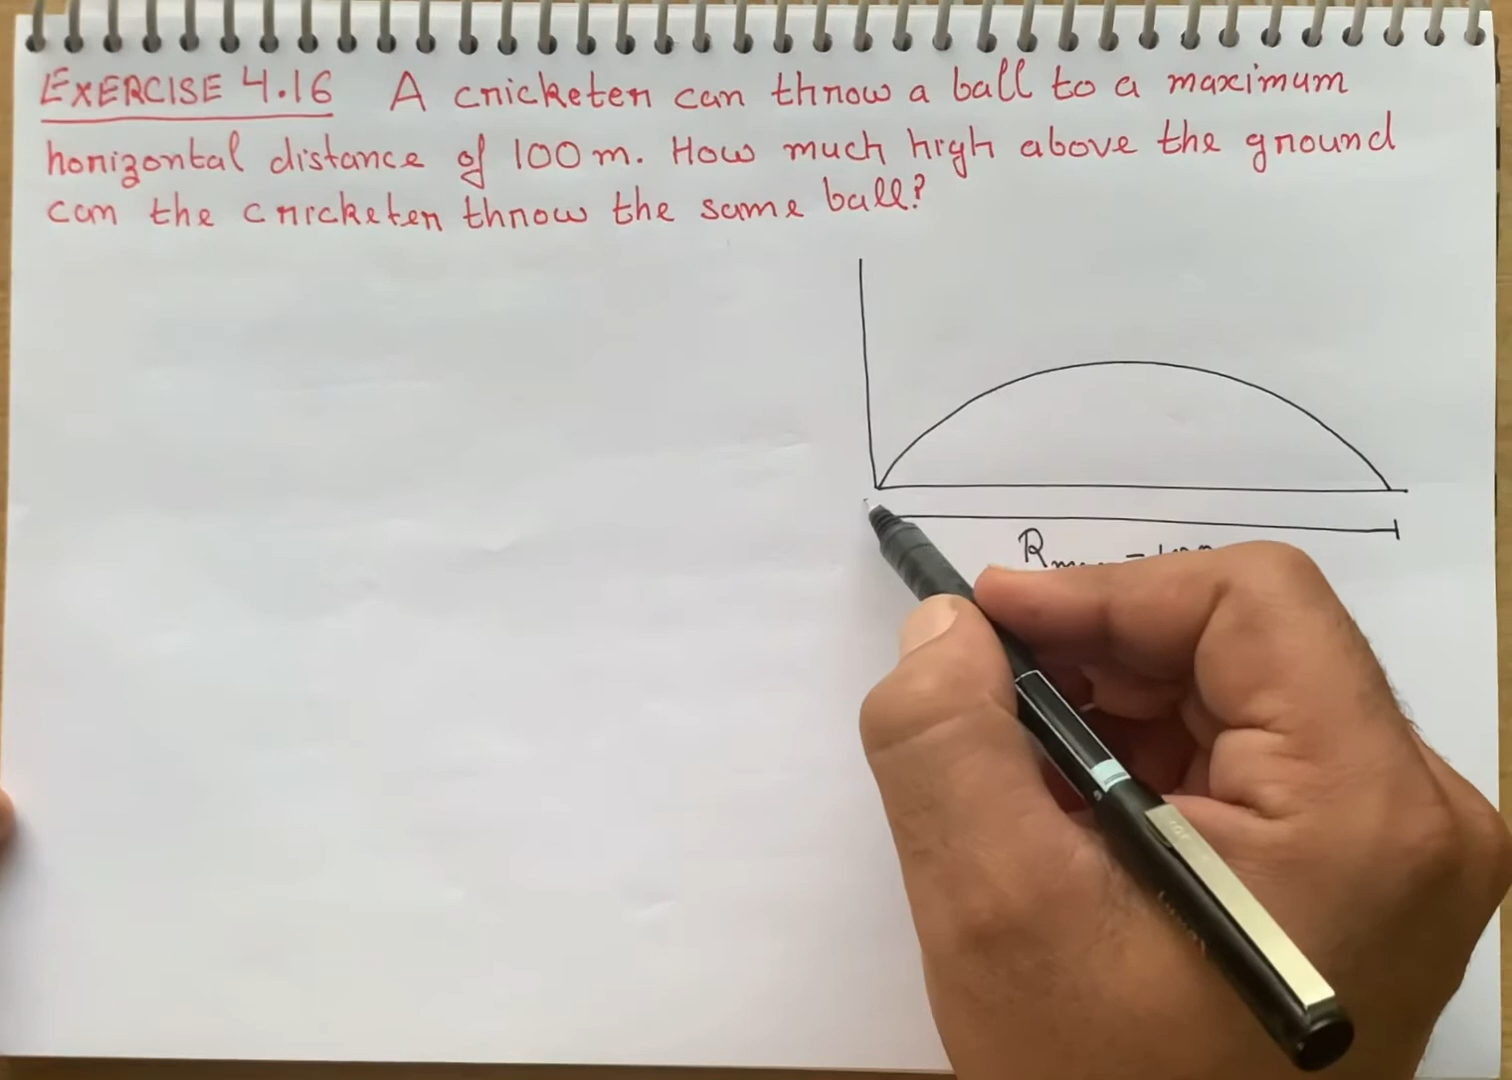 EXERCISE 4.16 A cricketer can throw a ball to a maximum
horizontal distance of 100 m. How much high above the ground
can the cricketer throw the same ball?